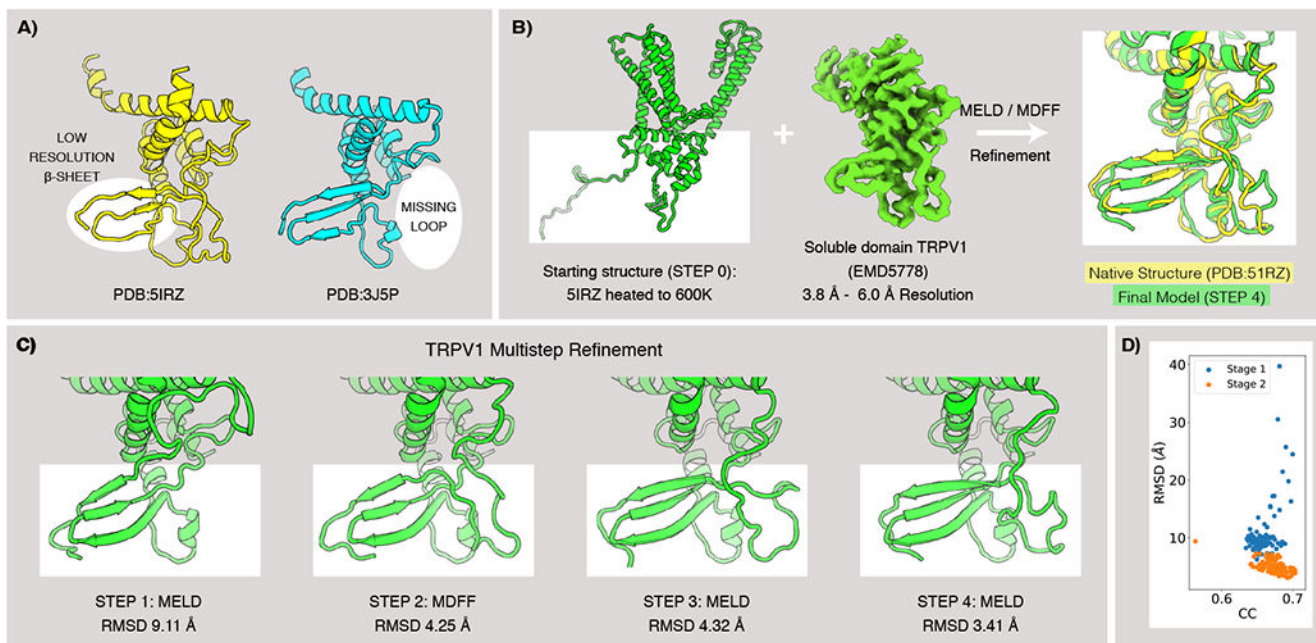 A)
LOW
RESOLUTION
β-SHEET
MISSING
LOOP
PDB:5IRZ
PDB:3J5P
B)
+
MELD / MDFF
Refinement
Starting structure (STEP 0):
5IRZ heated to 600K
Soluble domain TRPV1
(EMD5778)
3.8 Å - 6.0 Å Resolution
Native Structure (PDB:51RZ)
Final Model (STEP 4)
C)
TRPV1 Multistep Refinement
STEP 1: MELD
RMSD 9.11 Å
STEP 2: MDFF
RMSD 4.25 Å
STEP 3: MELD
RMSD 4.32 Å
STEP 4: MELD
RMSD 3.41 Å
D)
Stage 1
Stage 2
RMSD (Å)
40
30
20
10
0.6
0.7
CC